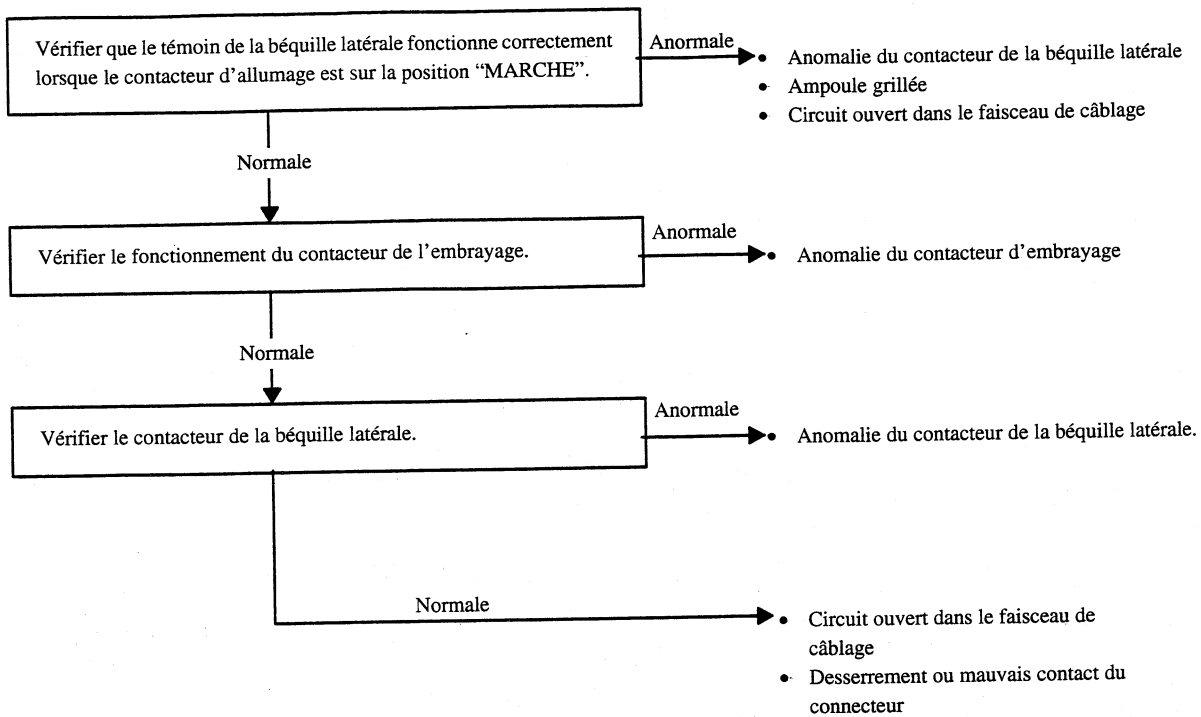 Vérifier que le témoin de la béquille latérale fonctionne correctement
lorsque le contacteur d'allumage est sur la position “MARCHE”.
Anormale
• Anomalie du contacteur de la béquille latérale
• Ampoule grillée
• Circuit ouvert dans le faisceau de câblage
Normale
Vérifier le fonctionnement du contacteur de l'embrayage.
Anormale
• Anomalie du contacteur d'embrayage
Normale
Vérifier le contacteur de la béquille latérale.
Anormale
• Anomalie du contacteur de la béquille latérale.
Normale
• Circuit ouvert dans le faisceau de
câblage
• Desserrement ou mauvais contact du
connecteur